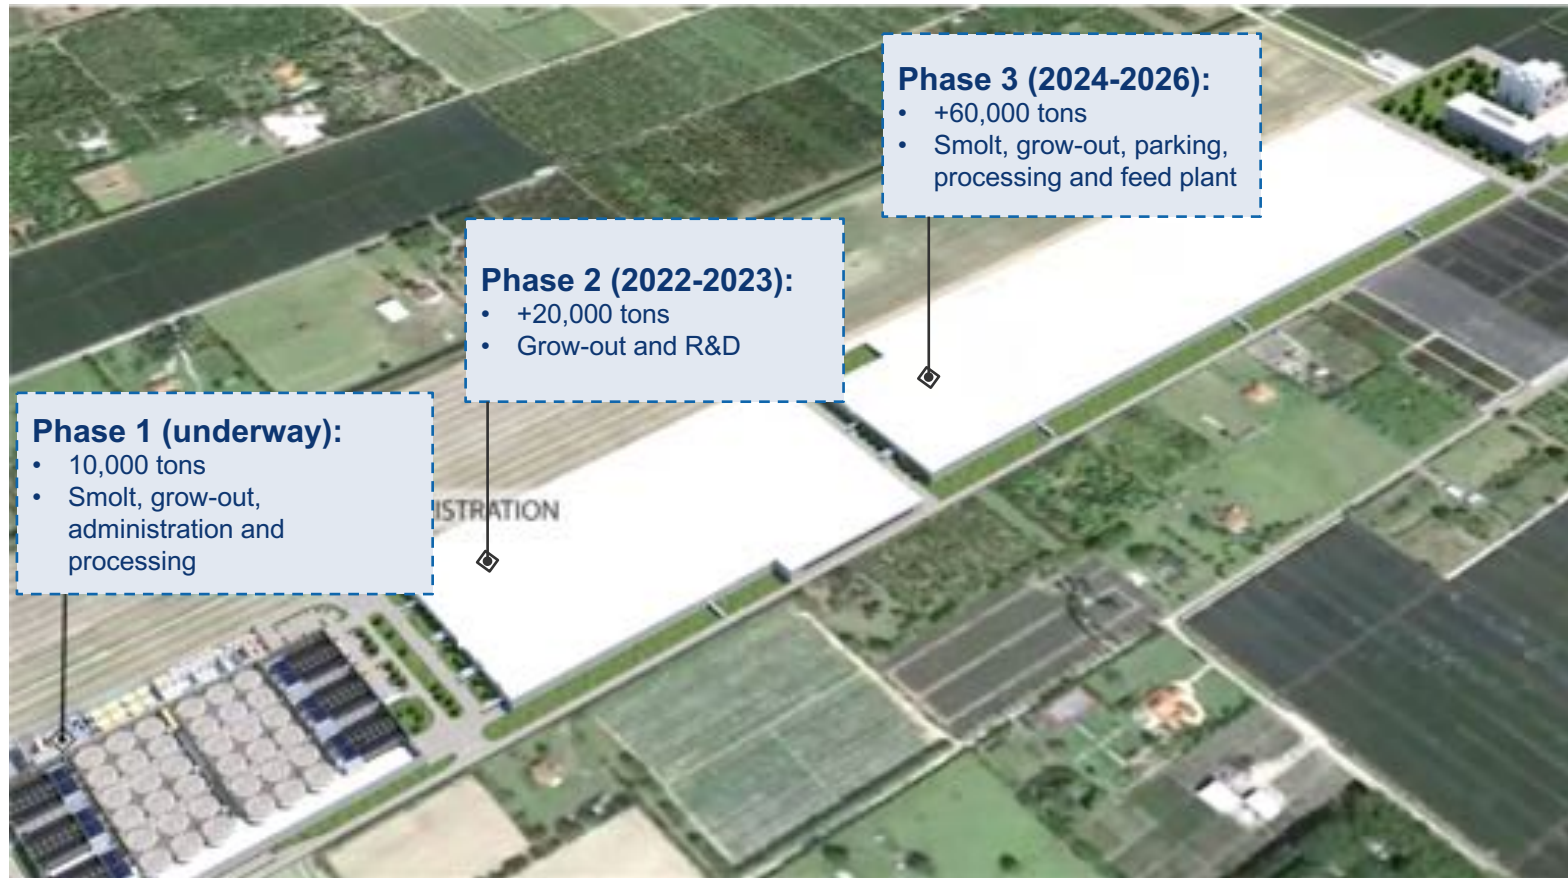 Phase 3 (2024-2026):
• +60,000 tons
• Smolt, grow-out, parking,
processing and feed plant
Phase 2 (2022-2023):
• +20,000 tons
• Grow-out and R&D
Phase 1 (underway):
• 10,000 tons
• Smolt, grow-out,
administration and
processing
ISTRATION